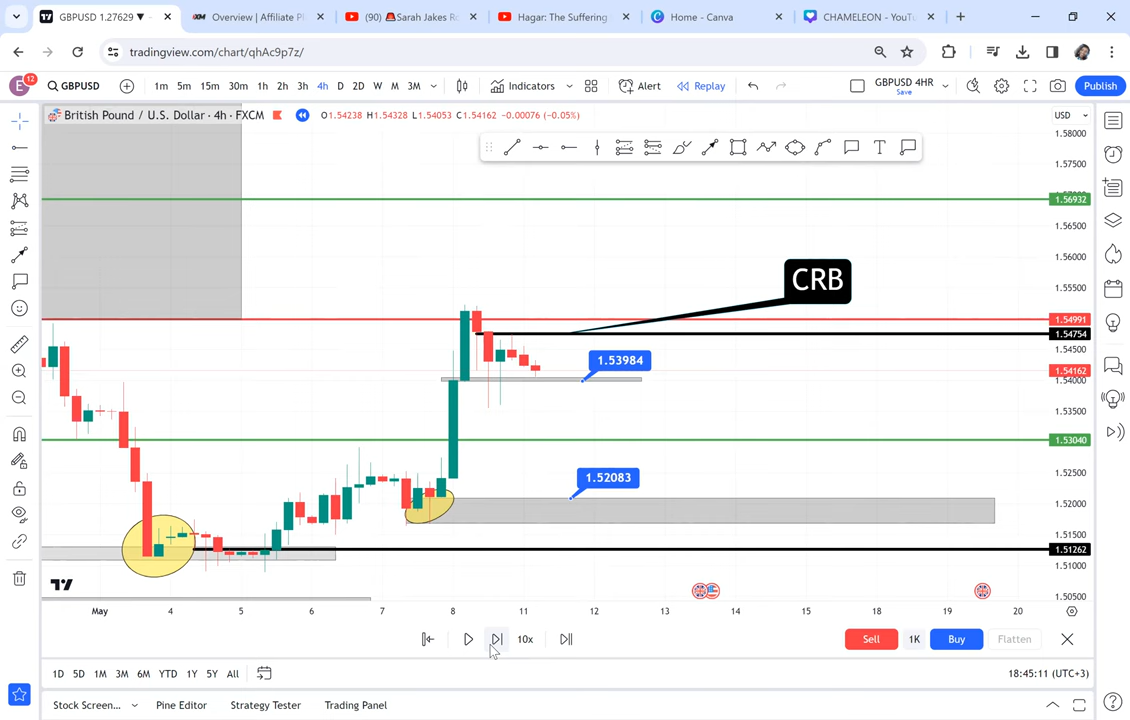 GBPUSD 1.27629 ▼
Overview | Affiliate P
(90) 🚨Sarah Jakes R
Hagar: The Suffering
Home - Canva
CHAMELEON - YouTu
tradingview.com/chart/qhAc9p7z/
E 12 GBPUSD 1m 5m 15m 30m 1h 2h 3h 4h D 2D W M 3M Indicators Alert Replay GBPUSD 4HR Save Publish
British Pound / U.S. Dollar · 4h · FXCM O1.54238 H1.54328 L1.54053 C1.54162 −0.00076 (−0.05%)
USD
1.58000
1.57500
1.56932
1.56500
1.56000
CRB
1.55500
1.54991
1.54754
1.54500
1.53984
1.54162
1.54000
1.53500
1.53040
1.52500
1.52083
1.52000
1.51500
1.51262
1.51000
1.50500
May 4 5 6 7 8 11 12 13 14 15 18 19 20
10x Sell 1K Buy Flatten
1D 5D 1M 3M 6M YTD 1Y 5Y All 18:45:11 (UTC+3)
Stock Screen... Pine Editor Strategy Tester Trading Panel